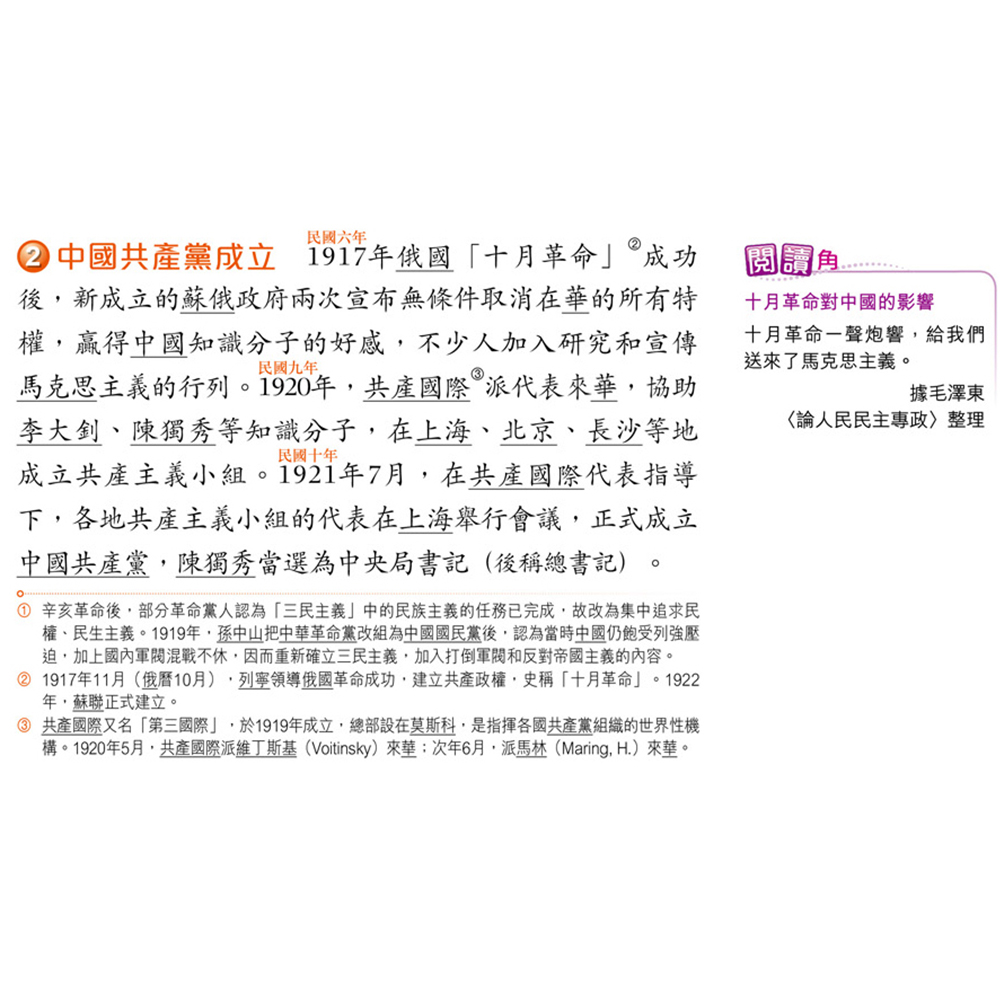 2 中國共產黨成立 民國六年
1917年俄國「十月革命」②成功
後，新成立的蘇俄政府兩次宣布無條件取消在華的所有特
權，贏得中國知識分子的好感，不少人加入研究和宣傳
民國九年
馬克思主義的行列。1920年，共產國際③派代表來華，協助
李大釗、陳獨秀等知識分子，在上海、北京、長沙等地
民國十年
成立共產主義小組。1921年7月，在共產國際代表指導
下，各地共產主義小組的代表在上海舉行會議，正式成立
中國共產黨，陳獨秀當選為中央局書記（後稱總書記）。
① 辛亥革命後，部分革命黨人認為「三民主義」中的民族主義的任務已完成，故改為集中追求民
權、民生主義。1919年，孫中山把中華革命黨改組為中國國民黨後，認為當時中國仍飽受列強壓
迫，加上國內軍閥混戰不休，因而重新確立三民主義，加入打倒軍閥和反對帝國主義的內容。
② 1917年11月（俄曆10月），列寧領導俄國革命成功，建立共產政權，史稱「十月革命」。1922
年，蘇聯正式建立。
③ 共產國際又名「第三國際」，於1919年成立，總部設在莫斯科，是指揮各國共產黨組織的世界性機
構。1920年5月，共產國際派維丁斯基（Voitinsky）來華；次年6月，派馬林（Maring, H.）來華。
閱讀角
十月革命對中國的影響
十月革命一聲炮響，給我們
送來了馬克思主義。
據毛澤東
〈論人民民主專政〉整理